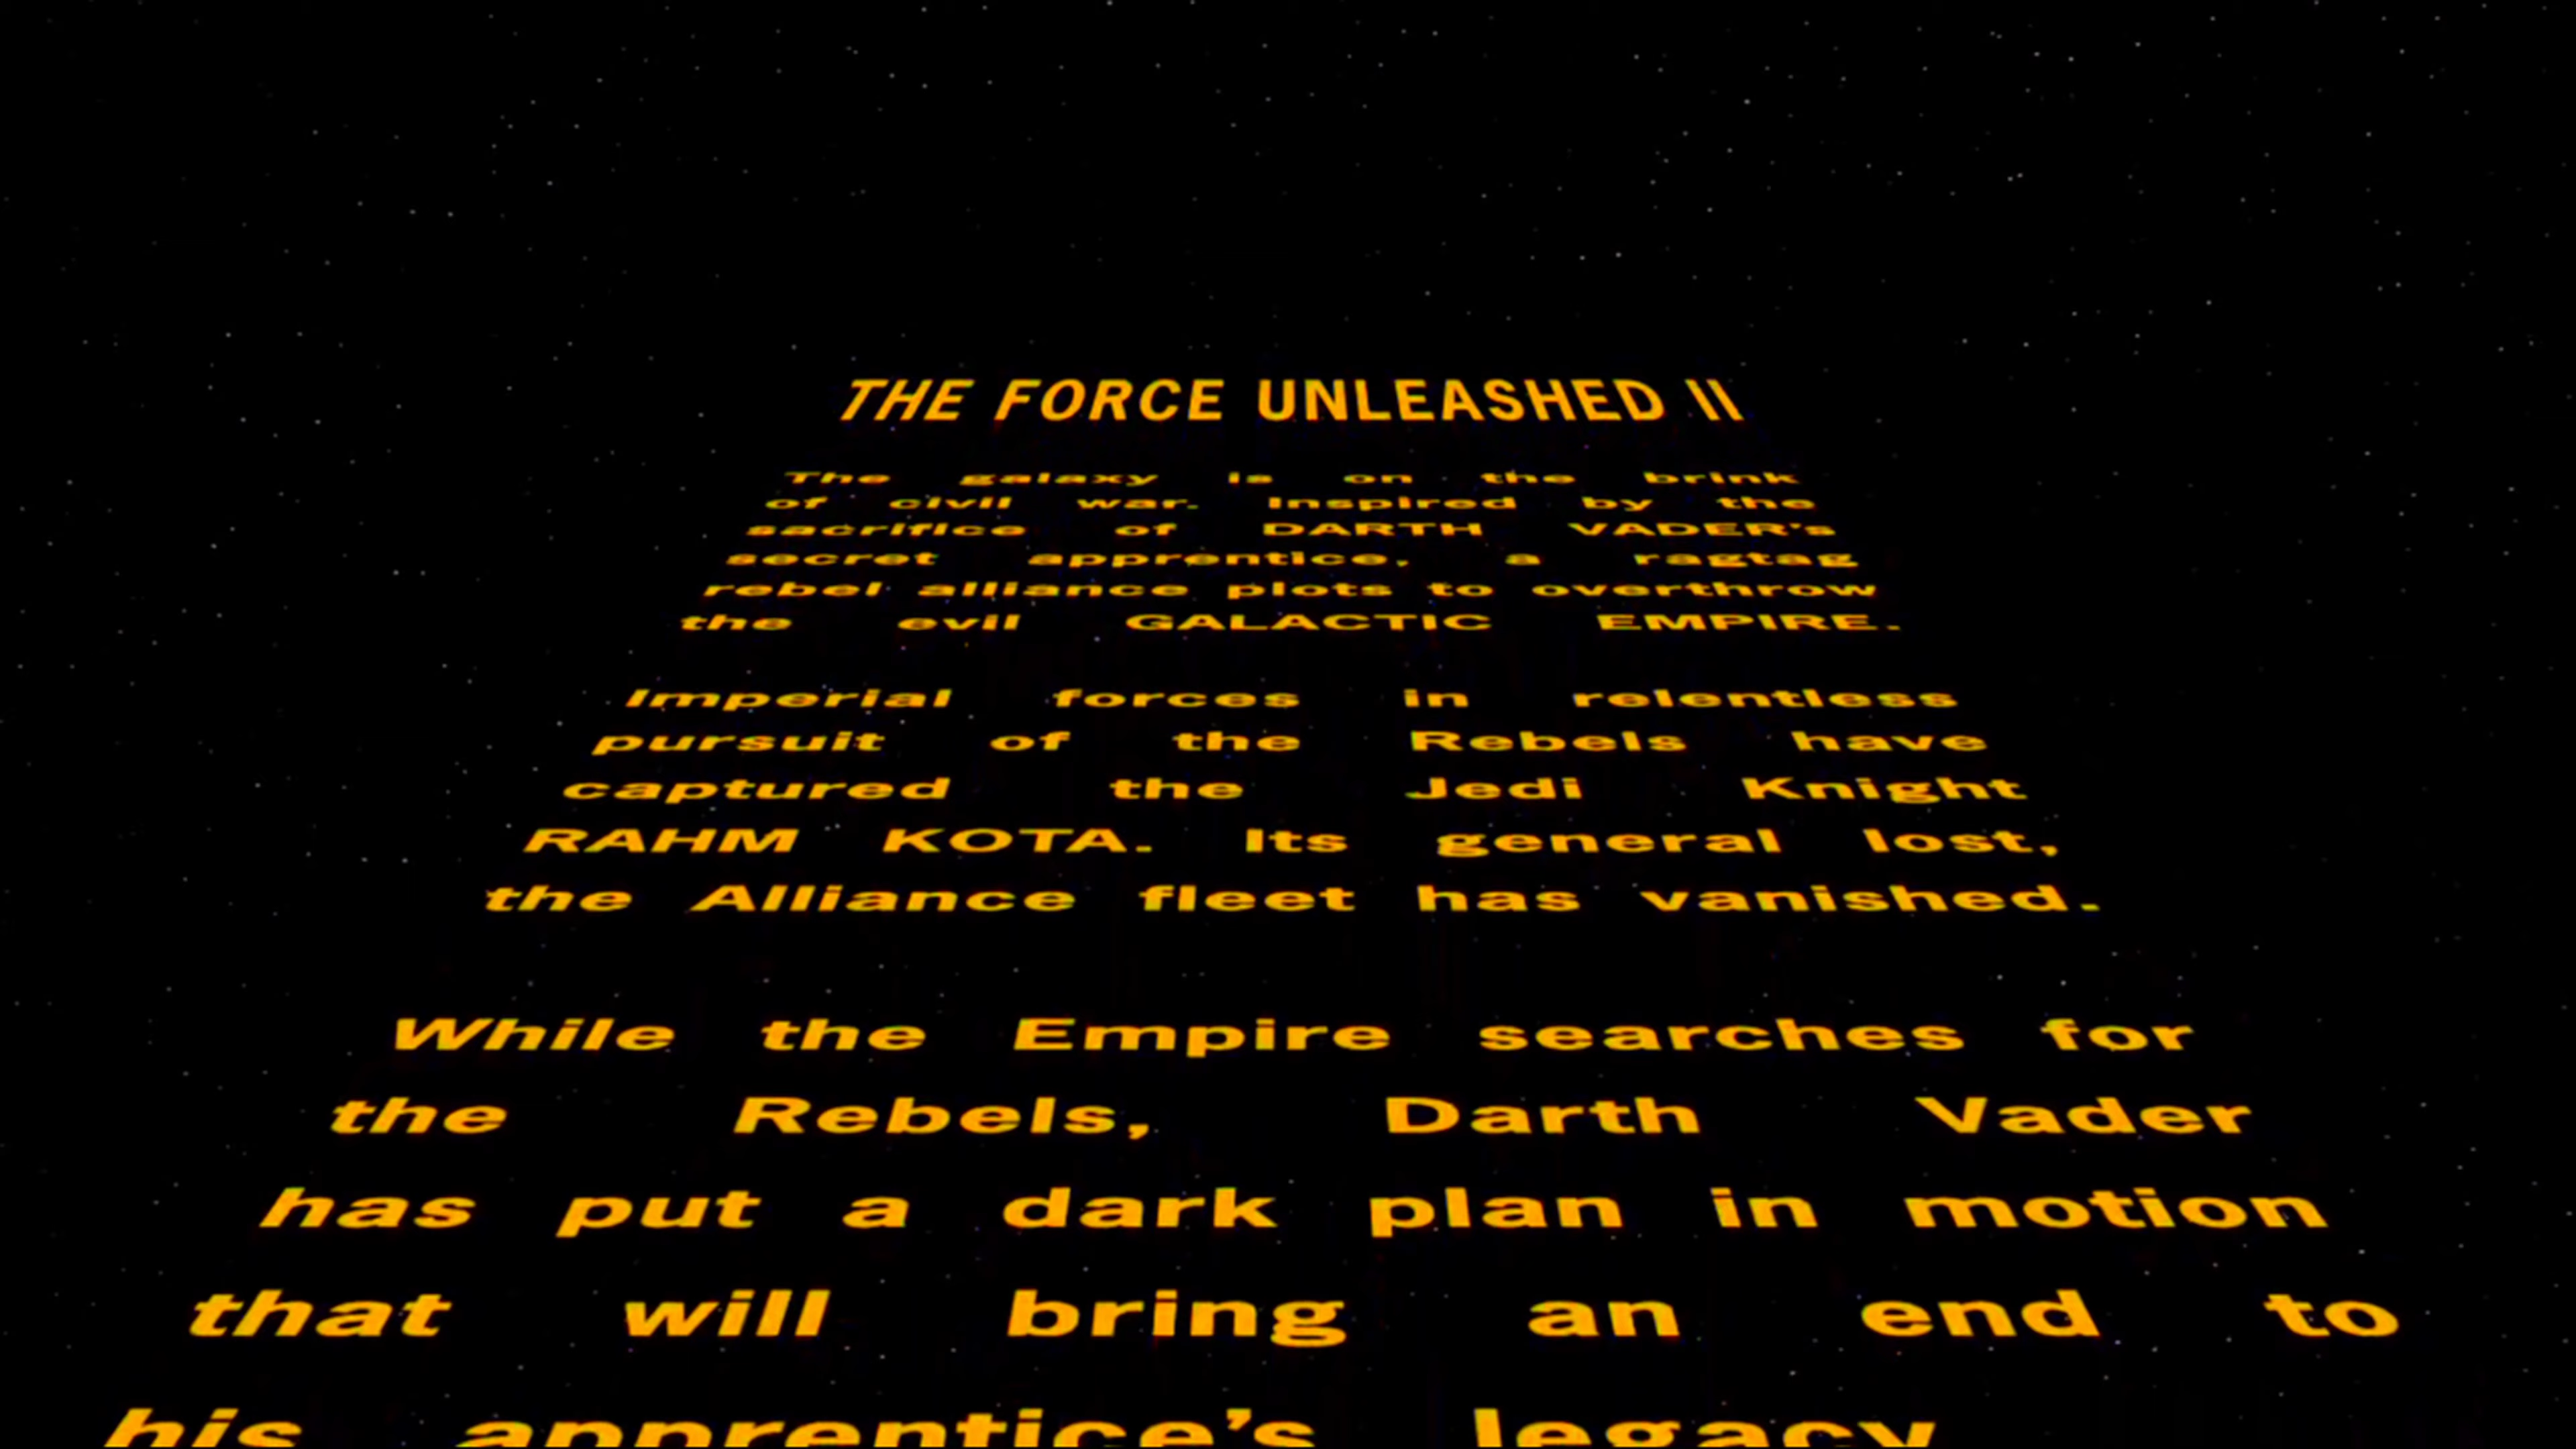 THE FORCE UNLEASHED II
The galaxy is on the brink
of civil war. Inspired by the
sacrifice of DARTH VADER's
secret apprentice, a ragtag
rebel alliance plots to overthrow
the evil GALACTIC EMPIRE.
Imperial forces in relentless
pursuit of the Rebels have
captured the Jedi Knight
RAHM KOTA. Its general lost,
the Alliance fleet has vanished.
While the Empire searches for
the Rebels, Darth Vader
has put a dark plan in motion
that will bring an end to
his apprentice's legacy